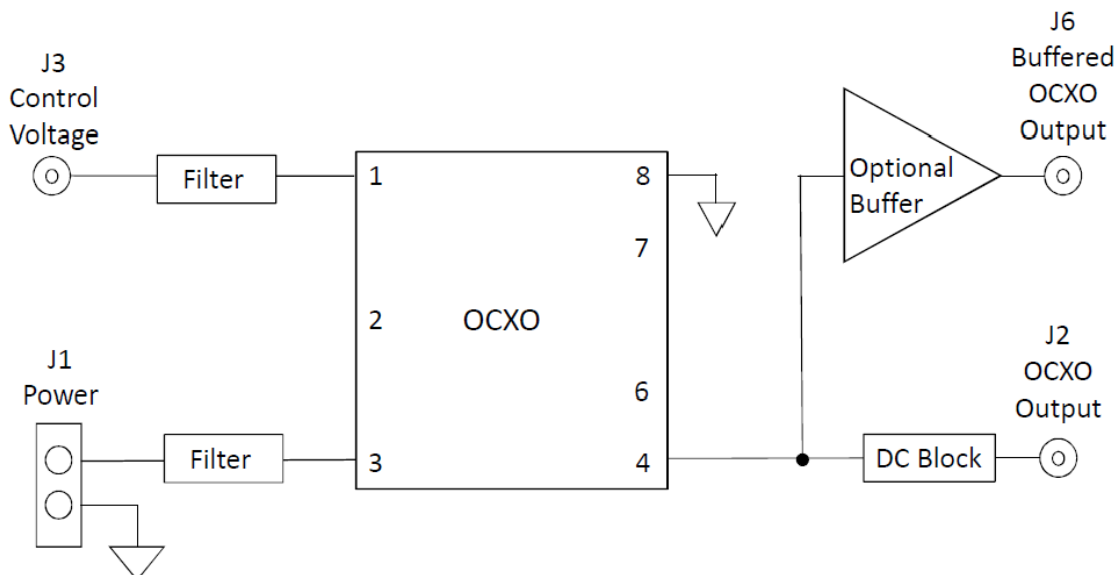 J3
Control
Voltage
Filter
1
8
7
2
OCXO
6
J1
Power
Filter
3
4
Optional
Buffer
J6
Buffered
OCXO
Output
DC Block
J2
OCXO
Output